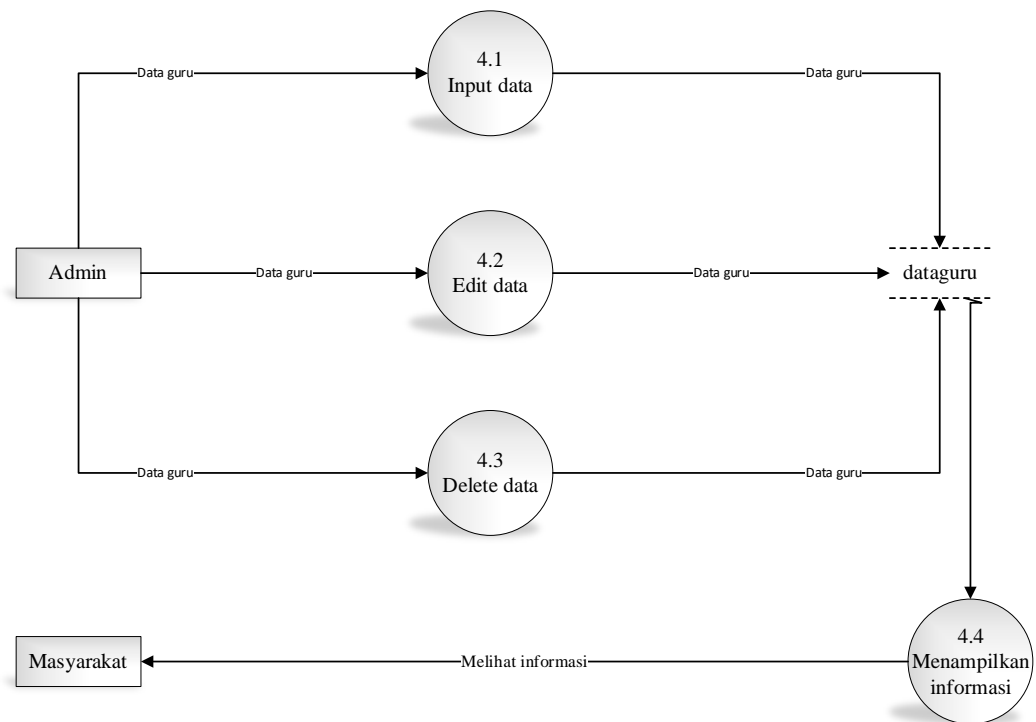 4.1
Input data
Data guru
Data guru
Admin
Data guru
4.2
Edit data
Data guru
dataguru
Data guru
4.3
Delete data
Data guru
Masyarakat
Melihat informasi
4.4
Menampilkan
informasi